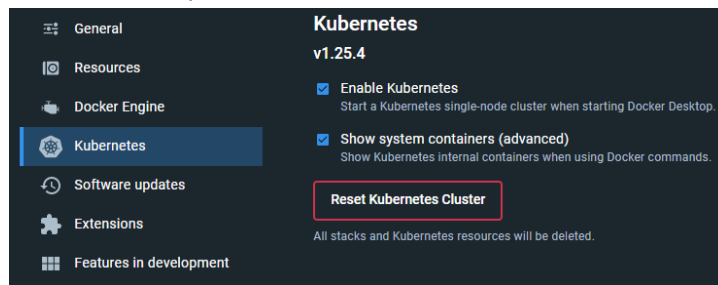 General
Resources
Docker Engine
Kubernetes
Software updates
Extensions
Features in development
Kubernetes
v1.25.4
Enable Kubernetes
Start a Kubernetes single-node cluster when starting Docker Desktop.
Show system containers (advanced)
Show Kubernetes internal containers when using Docker commands.
Reset Kubernetes Cluster
All stacks and Kubernetes resources will be deleted.